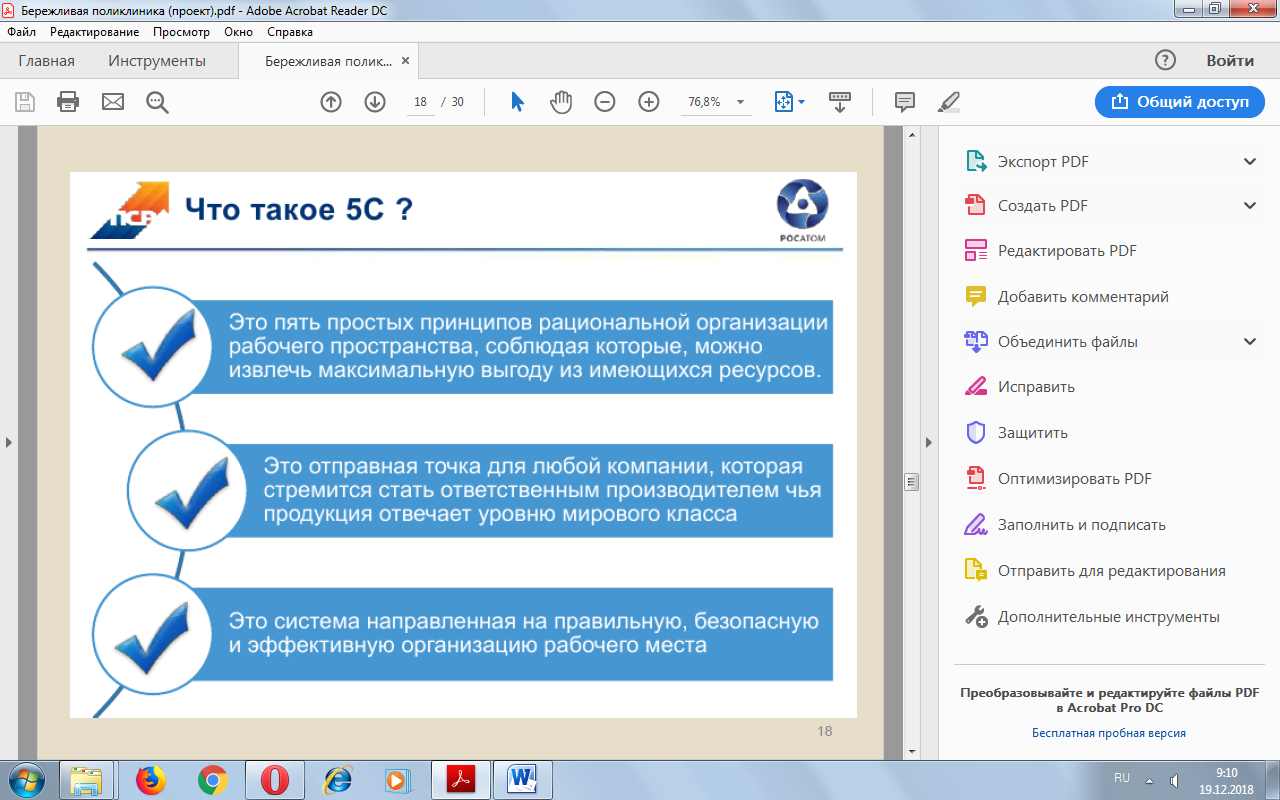 Бережливая поликлиника (проект).pdf - Adobe Acrobat Reader DC
Файл Редактирование Просмотр Окно Справка
Главная Инструменты Бережливая полик... ×
Войти
18 / 30 76,8% Общий доступ
ПСР
Что такое 5С ?
РОСАТОМ
Это пять простых принципов рациональной организации
рабочего пространства, соблюдая которые, можно
извлечь максимальную выгоду из имеющихся ресурсов.
Это отправная точка для любой компании, которая
стремится стать ответственным производителем чья
продукция отвечает уровню мирового класса
Это система направленная на правильную, безопасную
и эффективную организацию рабочего места
18
Экспорт PDF
Создать PDF
Редактировать PDF
Добавить комментарий
Объединить файлы
Исправить
Защитить
Оптимизировать PDF
Заполнить и подписать
Отправить для редактирования
Дополнительные инструменты
Преобразовывайте и редактируйте файлы PDF
в Acrobat Pro DC
Бесплатная пробная версия
RU
9:10
19.12.2018